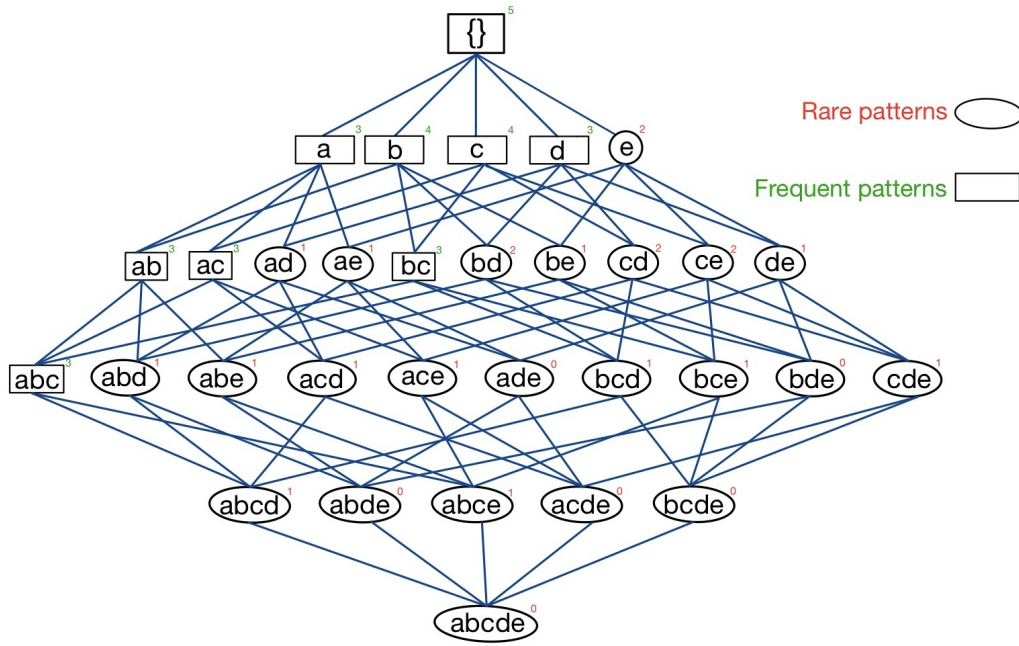 {} 5
Rare patterns
a 3 b 4 c 4 d 3 e 2
Frequent patterns
ab 3 ac 3 ad 1 ae 1 bc 3 bd 2 be 1 cd 2 ce 2 de 1
abc 3 abd 1 abe 1 acd 1 ace 1 ade 0 bcd 1 bce 1 bde 0 cde 1
abcd 1 abde 0 abce 1 acde 0 bcde 0
abcde 0